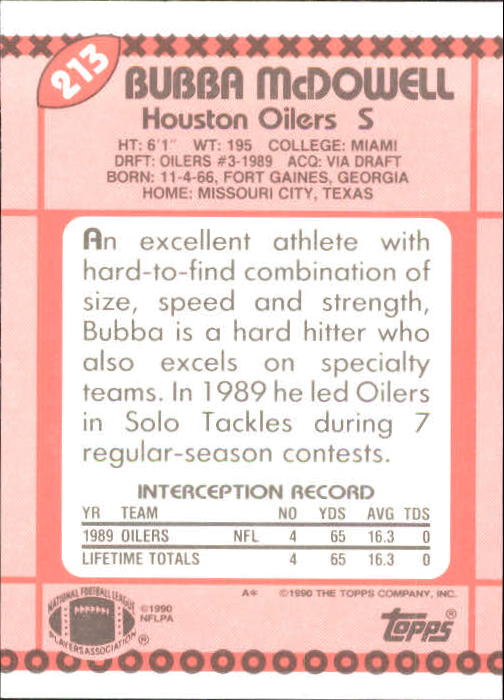 213
BUBBA McDOWELL
Houston Oilers S
HT: 6'1" WT: 195 COLLEGE: MIAMI
DRFT: OILERS #3-1989 ACQ: VIA DRAFT
BORN: 11-4-66, FORT GAINES, GEORGIA
HOME: MISSOURI CITY, TEXAS
An excellent athlete with
hard-to-find combination of
size, speed and strength,
Bubba is a hard hitter who
also excels on specialty
teams. In 1989 he led Oilers
in Solo Tackles during 7
regular-season contests.
INTERCEPTION RECORD
YR TEAM NO YDS AVG TDS
1989 OILERS NFL 4 65 16.3 0
LIFETIME TOTALS 4 65 16.3 0
A* ©1990 THE TOPPS COMPANY, INC.
NATIONAL FOOTBALL LEAGUE
PLAYERS ASSOCIATION ®
©1990
NFLPA
topps ®